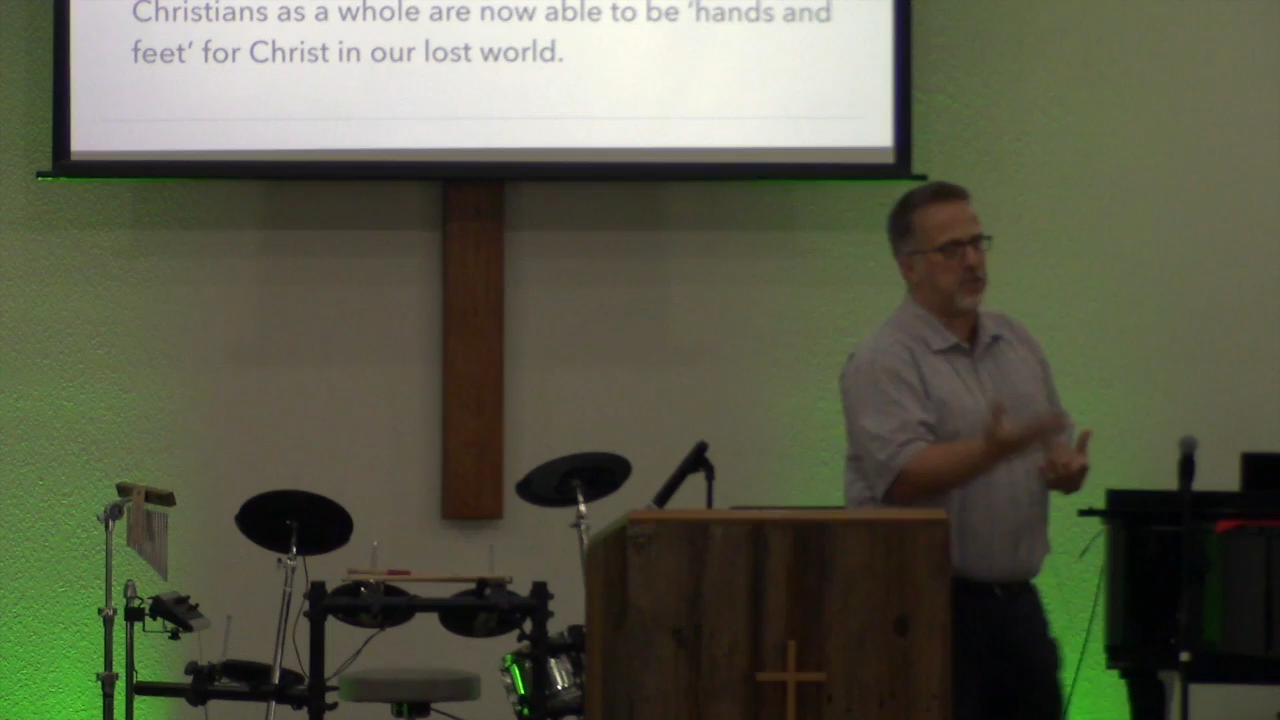 Christians as a whole are now able to be ‘hands and
feet’ for Christ in our lost world.